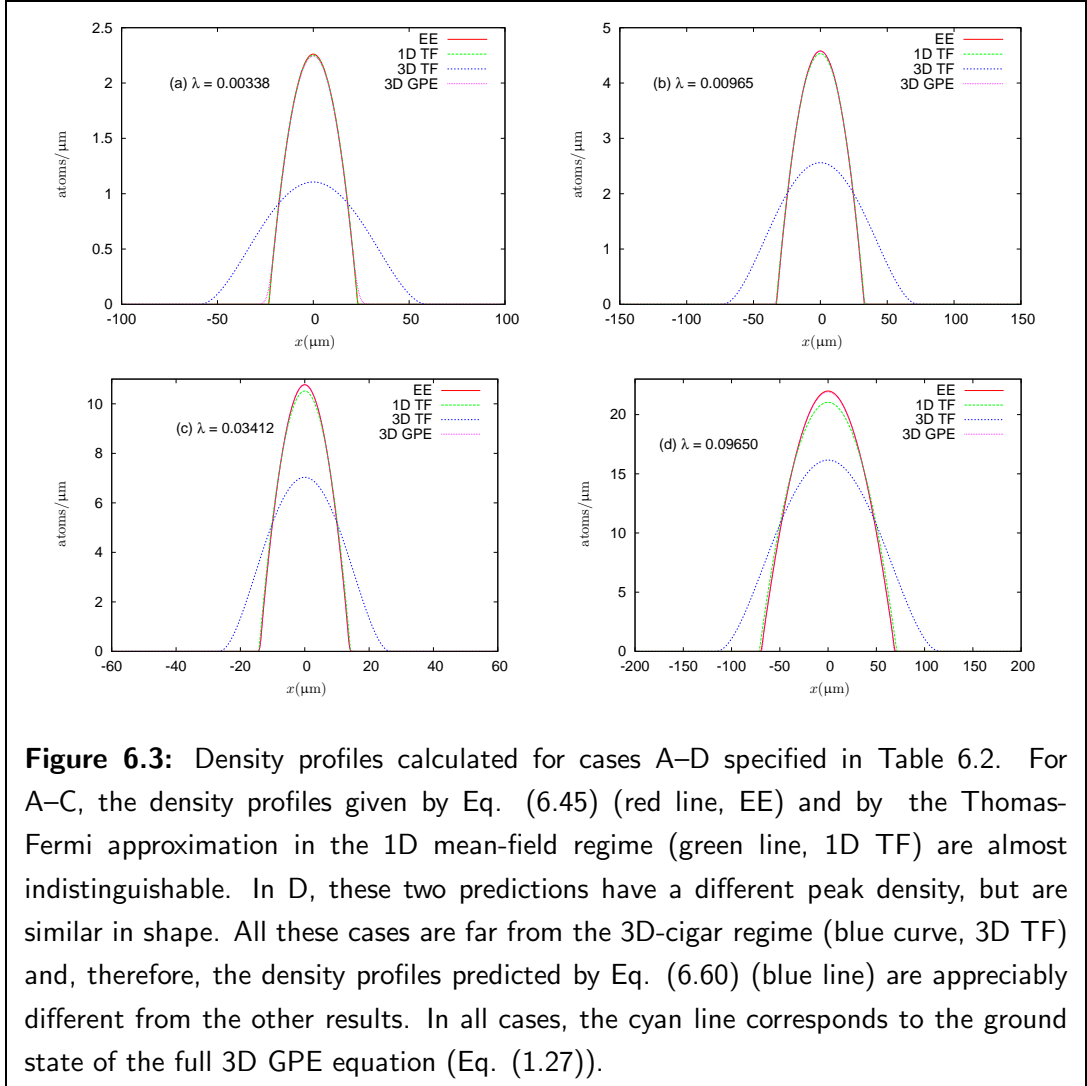 2.5
2
1.5
1
0.5
0
-100
-50
0
50
100
atoms/μm
x(μm)
(a) λ = 0.00338
EE
1D TF
3D TF
3D GPE
5
4
3
2
1
0
-150
-100
-50
0
50
100
150
atoms/μm
x(μm)
(b) λ = 0.00965
EE
1D TF
3D TF
3D GPE
10
8
6
4
2
0
-60
-40
-20
0
20
40
60
atoms/μm
x(μm)
(c) λ = 0.03412
EE
1D TF
3D TF
3D GPE
20
15
10
5
0
-200
-150
-100
-50
0
50
100
150
200
atoms/μm
x(μm)
(d) λ = 0.09650
EE
1D TF
3D TF
3D GPE
Figure 6.3: Density profiles calculated for cases A–D specified in Table 6.2. For
A–C, the density profiles given by Eq. (6.45) (red line, EE) and by the Thomas-
Fermi approximation in the 1D mean-field regime (green line, 1D TF) are almost
indistinguishable. In D, these two predictions have a different peak density, but are
similar in shape. All these cases are far from the 3D-cigar regime (blue curve, 3D TF)
and, therefore, the density profiles predicted by Eq. (6.60) (blue line) are appreciably
different from the other results. In all cases, the cyan line corresponds to the ground
state of the full 3D GPE equation (Eq. (1.27)).